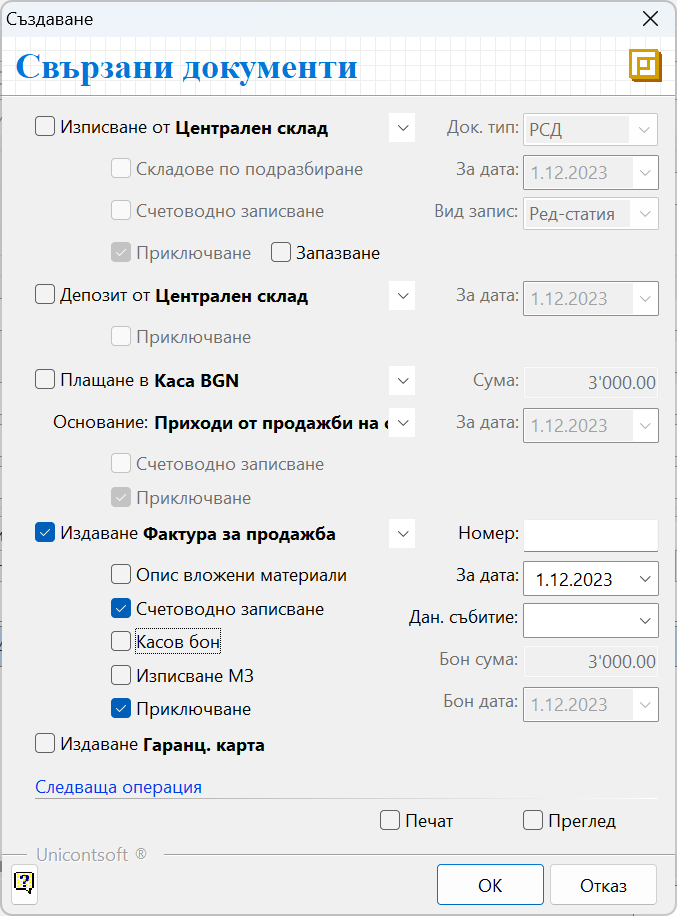 Създаване
Свързани документи
Изписване от Централен склад Док. тип: РСД
Складове по подразбиране За дата: 1.12.2023
Счетоводно записване Вид запис: Ред-статия
Приключване Запазване
Депозит от Централен склад За дата: 1.12.2023
Приключване
Плащане в Каса BGN Сума: 3'000.00
Основание: Приходи от продажби на с За дата: 1.12.2023
Счетоводно записване
Приключване
Издаване Фактура за продажба Номер:
Опис вложени материали За дата: 1.12.2023
Счетоводно записване Дан. събитие:
Касов бон Бон сума: 3'000.00
Изписване МЗ
Приключване Бон дата: 1.12.2023
Издаване Гаранц. карта
Следваща операция
Печат Преглед
Unicontsoft ®
? OK Отказ